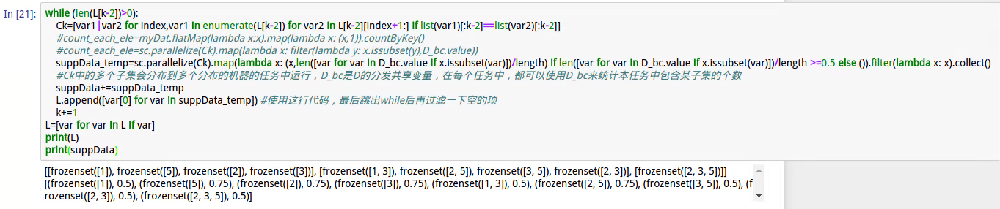 In [21]:
while (len(L[k-2])>0):
Ck=[var1|var2 for index,var1 in enumerate(L[k-2]) for var2 in L[k-2][index+1:] if list(var1)[:k-2]==list(var2)[:k-2]]
#count_each_ele=myDat.flatMap(lambda x:x).map(lambda x: (x,1)).countByKey()
#count_each_ele=sc.parallelize(Ck).map(lambda x: filter(lambda y: x.issubset(y),D_bc.value))
suppData_temp=sc.parallelize(Ck).map(lambda x: (x,len([var for var in D_bc.value if x.issubset(var)])/length) if len([var for var in D_bc.value if x.issubset(var)])/length >=0.5 else ()).filter(lambda x: x).collect()
#Ck中的多个子集会分布到多个分布的机器的任务中运行，D_bc是D的分发共享变量，在每个任务中，都可以使用D_bc来统计本任务中包含某子集的个数
suppData+=suppData_temp
L.append([var[0] for var in suppData_temp]) #使用这行代码，最后跳出while后再过滤一下空的项
k+=1
L=[var for var in L if var]
print(L)
print(suppData)
[[frozenset([1]), frozenset([5]), frozenset([2]), frozenset([3])], [frozenset([1, 3]), frozenset([2, 5]), frozenset([3, 5]), frozenset([2, 3])], [frozenset([2, 3, 5])]]
[(frozenset([1]), 0.5), (frozenset([5]), 0.75), (frozenset([2]), 0.75), (frozenset([3]), 0.75), (frozenset([1, 3]), 0.5), (frozenset([2, 5]), 0.75), (frozenset([3, 5]), 0.5), (f
rozenset([2, 3]), 0.5), (frozenset([2, 3, 5]), 0.5)]